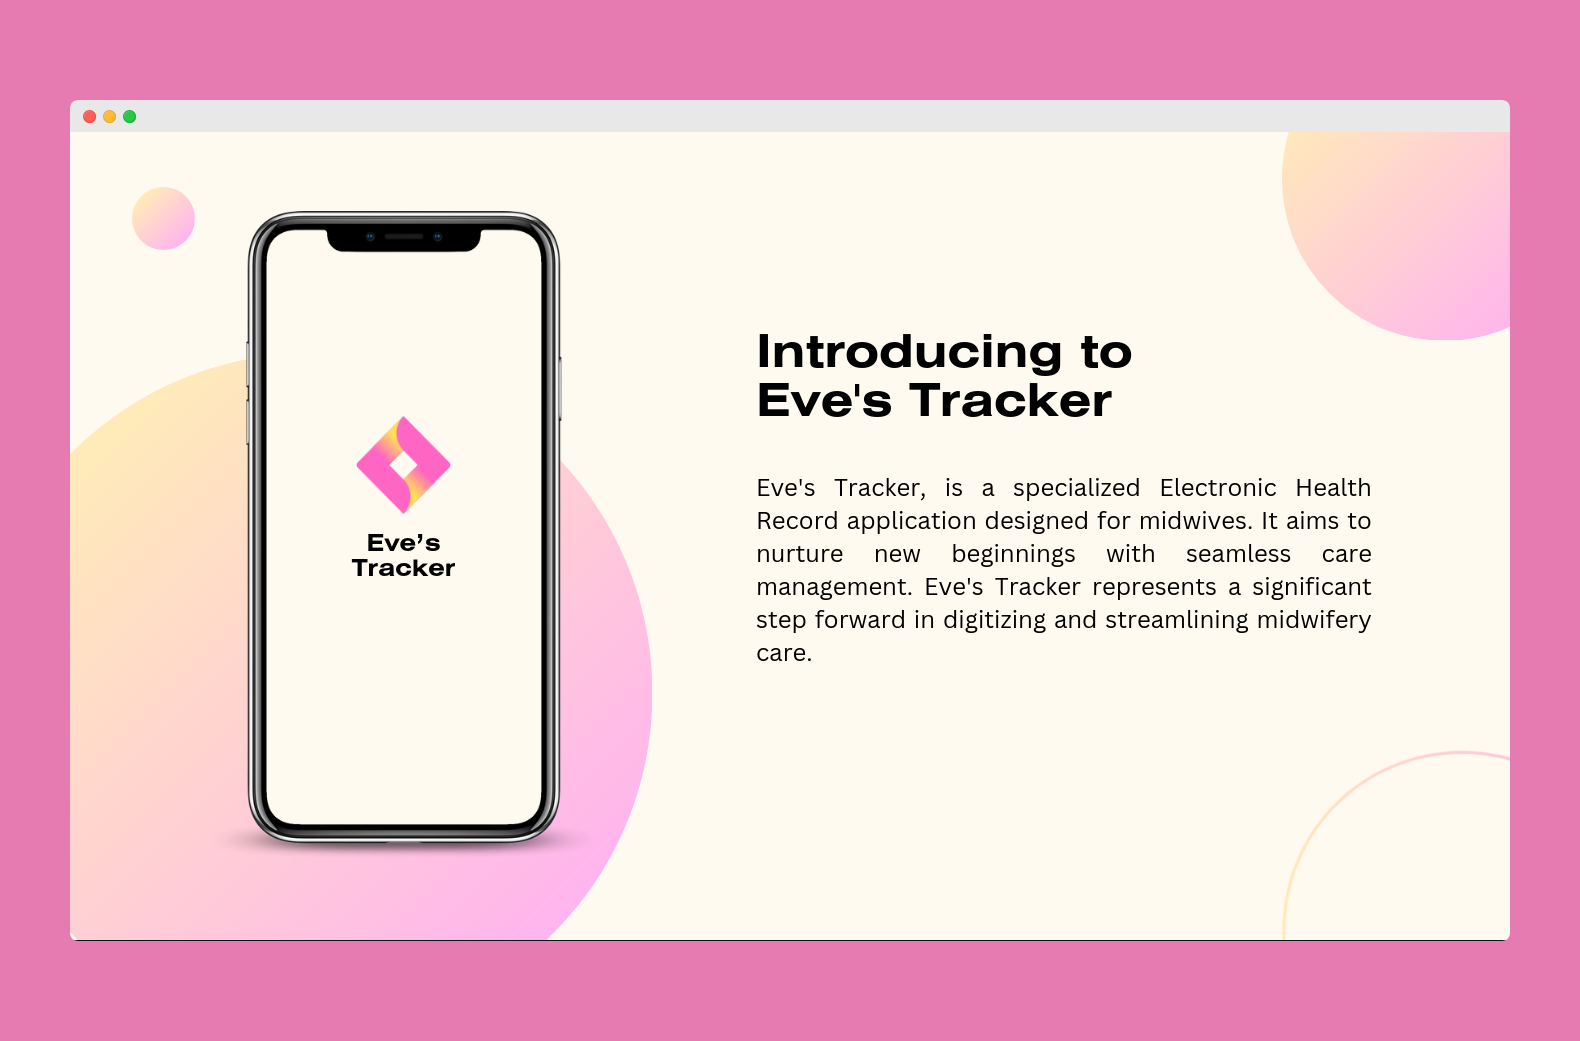 Eve’s
Tracker
Introducing to
Eve's Tracker
Eve's Tracker, is a specialized Electronic Health
Record application designed for midwives. It aims to
nurture new beginnings with seamless care
management. Eve's Tracker represents a significant
step forward in digitizing and streamlining midwifery
care.